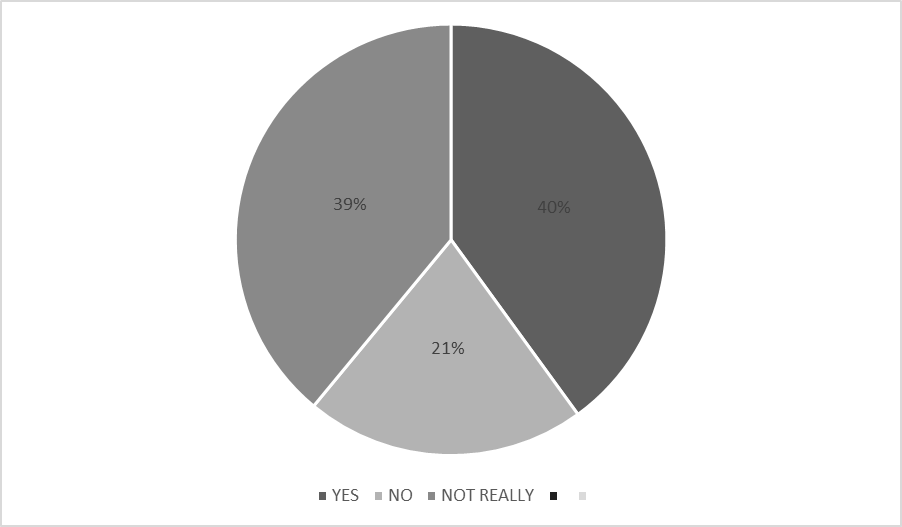 39%
40%
21%
YES NO NOT REALLY